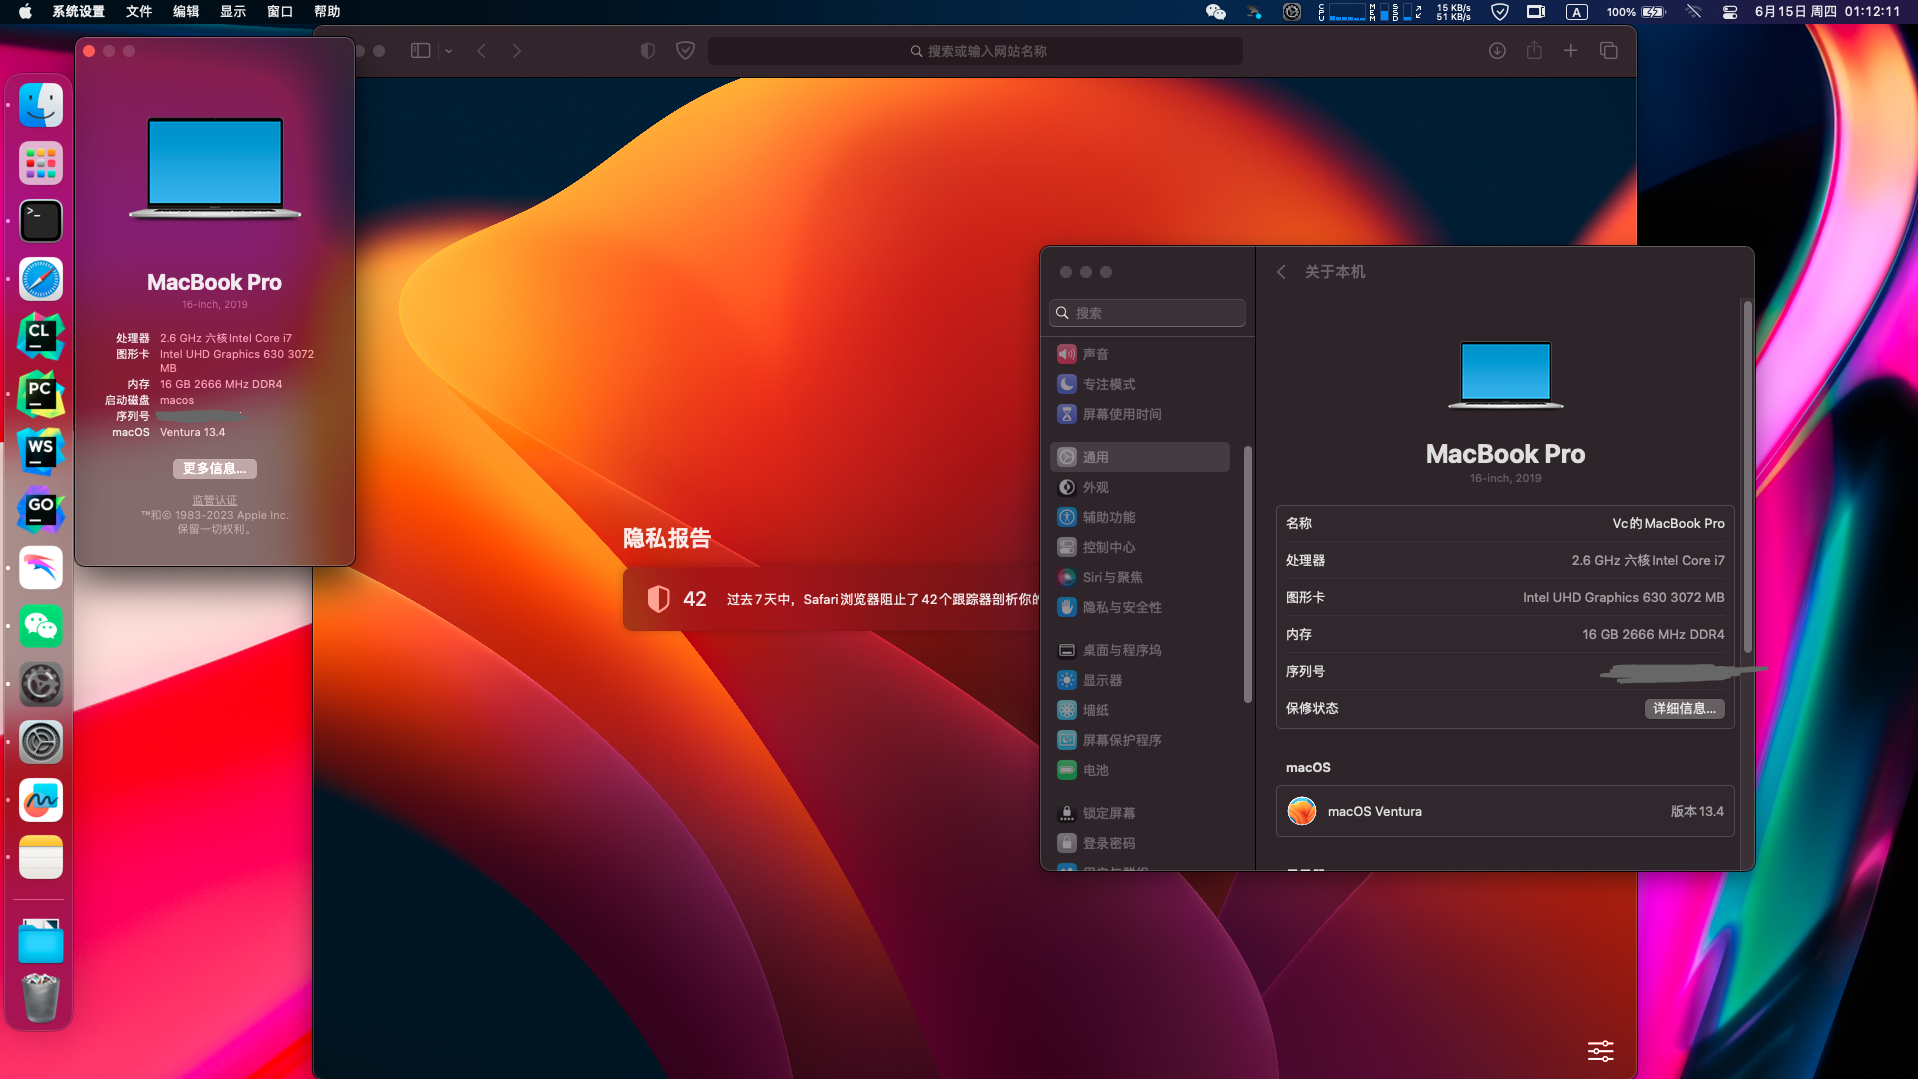 系统设置 文件 编辑 显示 窗口 帮助
CPU MEM SSD 15 KB/s 51 KB/s A 100% 6月15日 周四 01:12:11
搜索或输入网站名称
MacBook Pro
16-inch, 2019
处理器 2.6 GHz 六核Intel Core i7
图形卡 Intel UHD Graphics 630 3072
MB
内存 16 GB 2666 MHz DDR4
启动磁盘 macos
序列号
macOS Ventura 13.4
更多信息...
监管认证
™和© 1983-2023 Apple Inc.
保留一切权利。
>_
CL
PC
WS
GO
隐私报告
42 过去7天中，Safari浏览器阻止了42个跟踪器剖析你的
搜索
声音
专注模式
屏幕使用时间
通用
外观
辅助功能
控制中心
Siri与聚焦
隐私与安全性
桌面与程序坞
显示器
墙纸
屏幕保护程序
电池
锁定屏幕
登录密码
关于本机
MacBook Pro
16-inch, 2019
名称 Vc的MacBook Pro
处理器 2.6 GHz 六核Intel Core i7
图形卡 Intel UHD Graphics 630 3072 MB
内存 16 GB 2666 MHz DDR4
序列号
保修状态 详细信息...
macOS
macOS Ventura 版本13.4